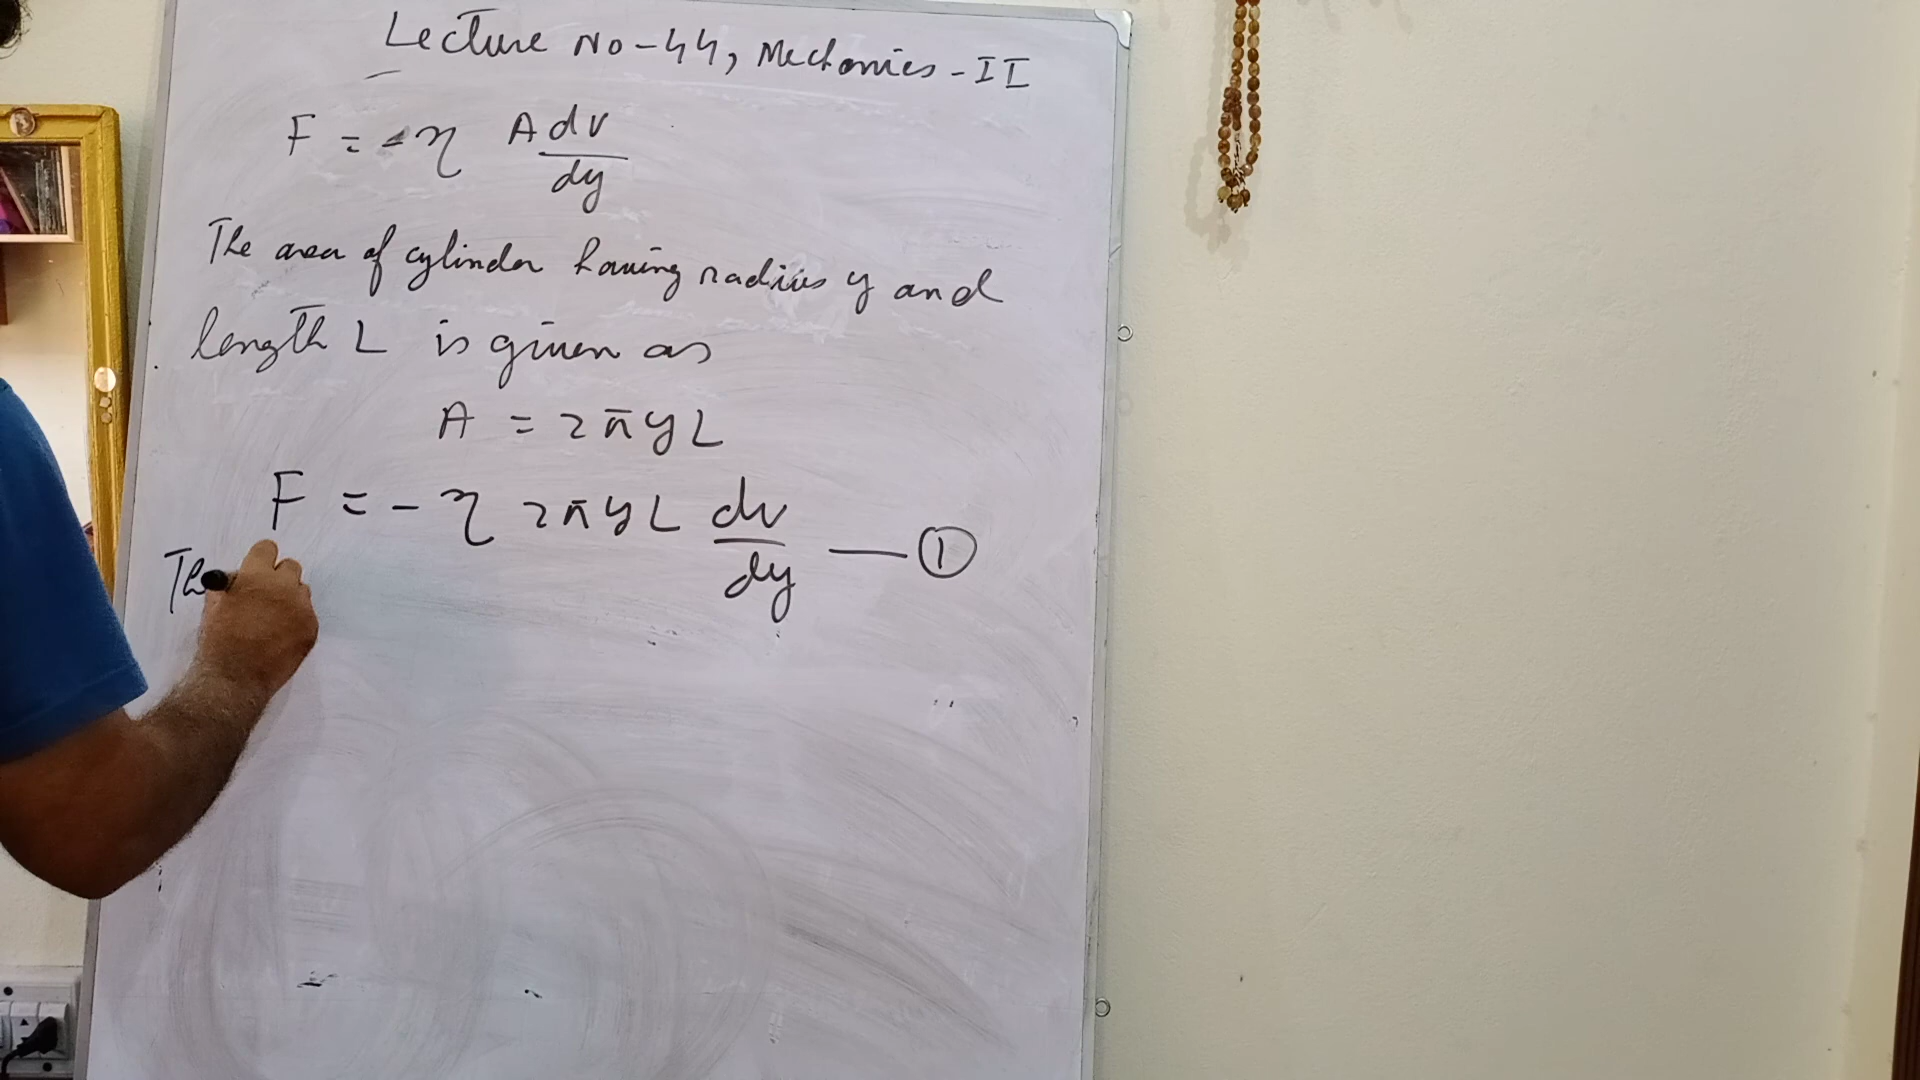 Lecture No-44, Mechanics-II
F = -η A dv/dy
The area of cylinder having radius y and
length L is given as
A = 2πyL
F = -η 2πyL dv/dy — ①
The